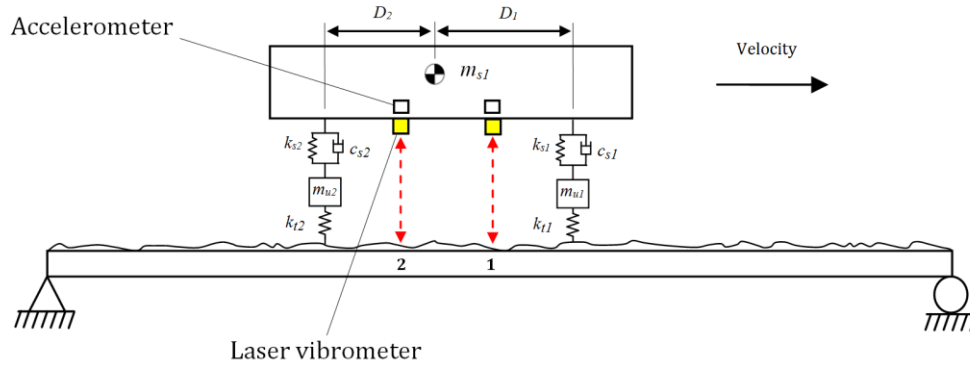 D2 D1
Accelerometer
Velocity
ms1
ks2 cs2 ks1 cs1
mu2 mu1
kt2 kt1
2 1
Laser vibrometer